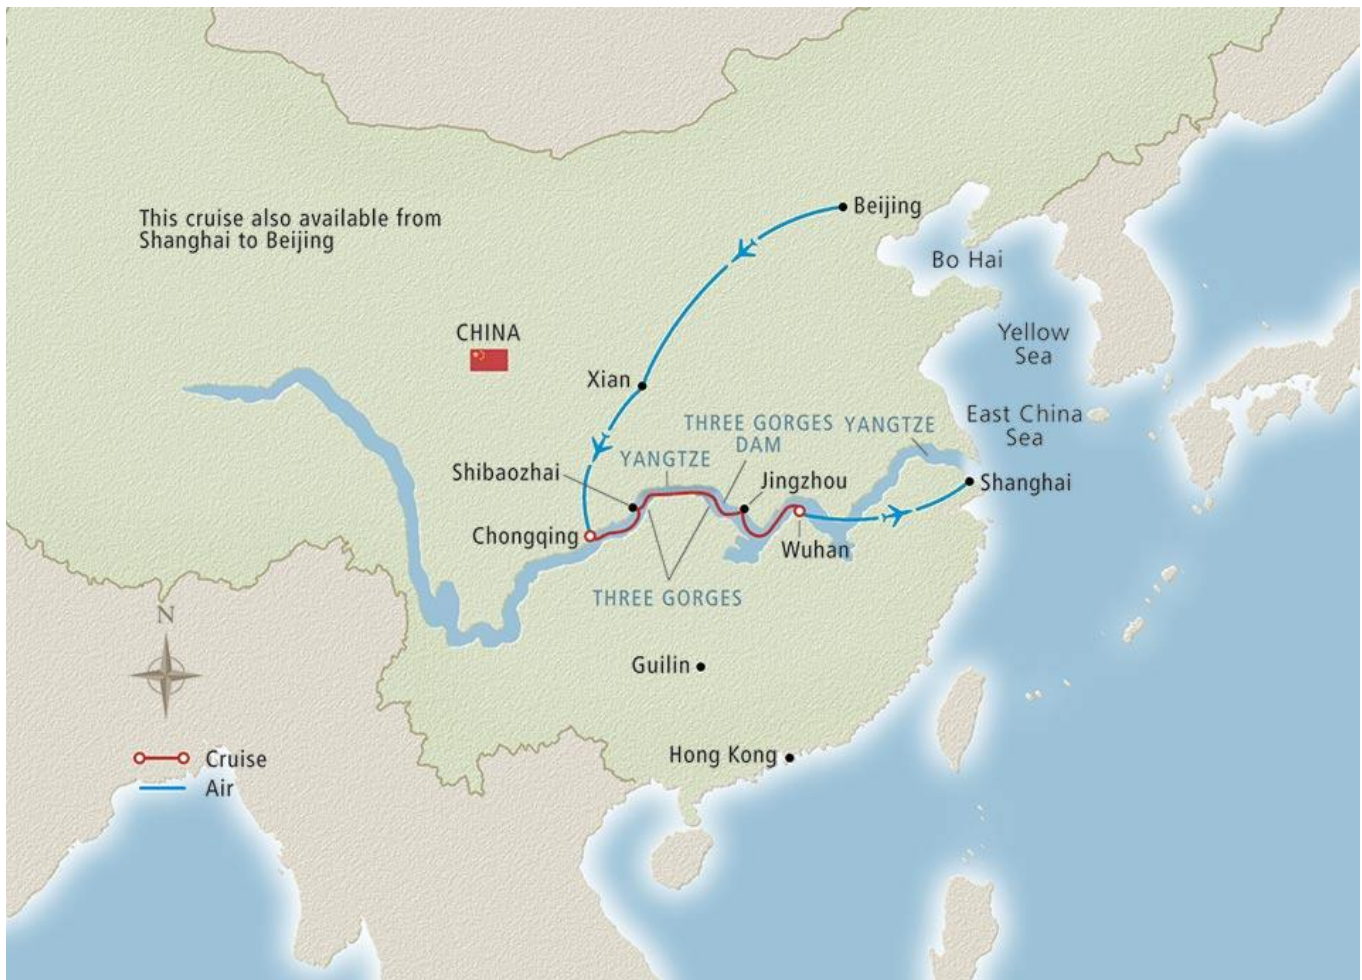 This cruise also available from
Shanghai to Beijing
Beijing
Bo Hai
CHINA
Yellow
Sea
Xian
East China
Sea
THREE GORGES
DAM
YANGTZE
YANGTZE
Shibaozhai
Jingzhou
Shanghai
Chongqing
Wuhan
THREE GORGES
N
Guilin
Hong Kong
Cruise
Air